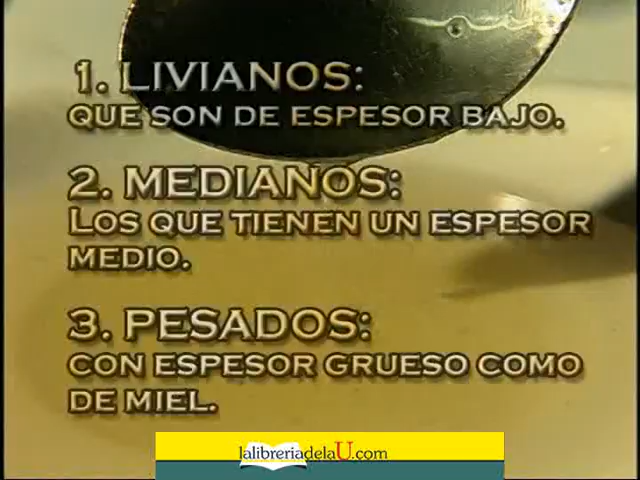 1. LIVIANOS:
QUE SON DE ESPESOR BAJO.
2. MEDIANOS:
LOS QUE TIENEN UN ESPESOR
MEDIO.
3. PESADOS:
CON ESPESOR GRUESO COMO
DE MIEL.
lalibreriadelaU.com